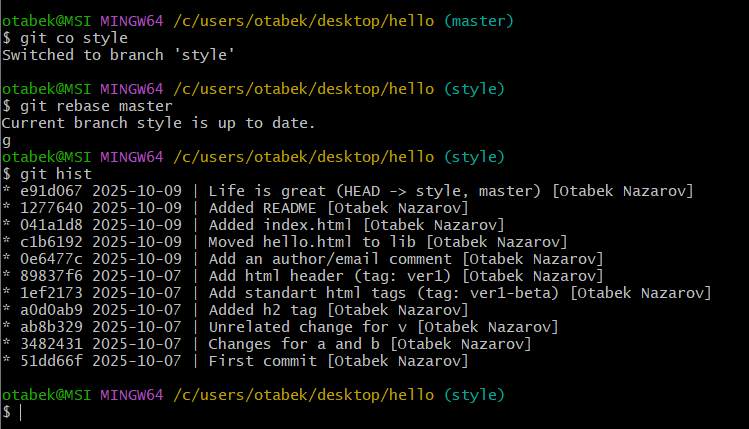 otabek@MSI MINGW64 /c/users/otabek/desktop/hello (master)
$ git co style
Switched to branch 'style'
otabek@MSI MINGW64 /c/users/otabek/desktop/hello (style)
$ git rebase master
Current branch style is up to date.
g
otabek@MSI MINGW64 /c/users/otabek/desktop/hello (style)
$ git hist
* e91d067 2025-10-09 | Life is great (HEAD -> style, master) [Otabek Nazarov]
* 1277640 2025-10-09 | Added README [Otabek Nazarov]
* 041a1d8 2025-10-09 | Added index.html [Otabek Nazarov]
* c1b6192 2025-10-09 | Moved hello.html to lib [Otabek Nazarov]
* 0e6477c 2025-10-09 | Add an author/email comment [Otabek Nazarov]
* 89837f6 2025-10-07 | Add html header (tag: ver1) [Otabek Nazarov]
* 1ef2173 2025-10-07 | Add standart html tags (tag: ver1-beta) [Otabek Nazarov]
* a0d0ab9 2025-10-07 | Added h2 tag [Otabek Nazarov]
* ab8b329 2025-10-07 | Unrelated change for v [Otabek Nazarov]
* 3482431 2025-10-07 | Changes for a and b [Otabek Nazarov]
* 51dd66f 2025-10-07 | First commit [Otabek Nazarov]
otabek@MSI MINGW64 /c/users/otabek/desktop/hello (style)
$